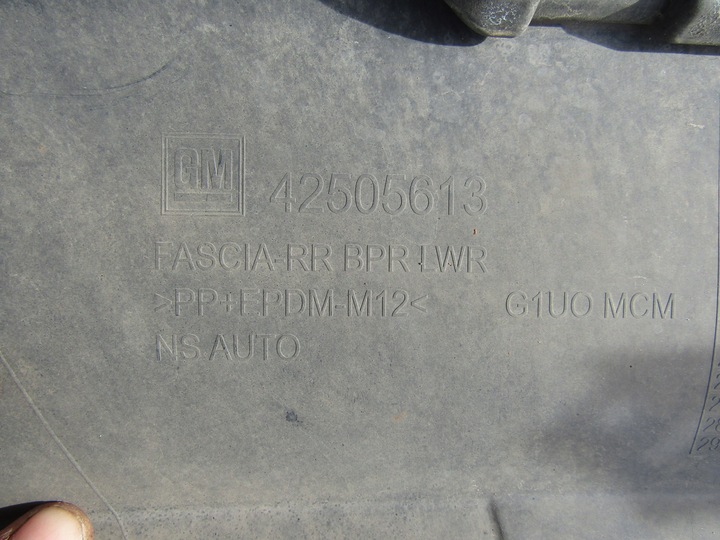 GM 42505613
FASCIA-RR BPR LWR
>PP+EPDM-M12< G1UO MCM
NS AUTO